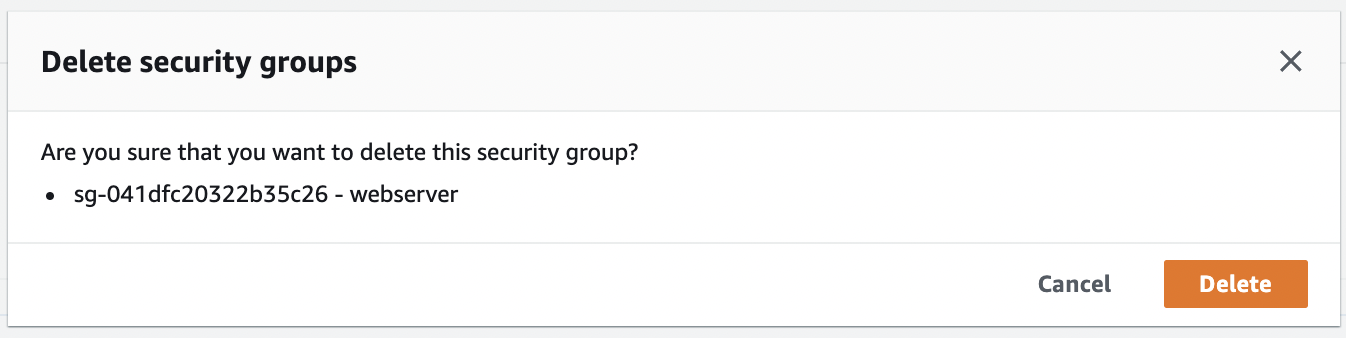 Delete security groups
Are you sure that you want to delete this security group?
• sg-041dfc20322b35c26 - webserver
Cancel
Delete